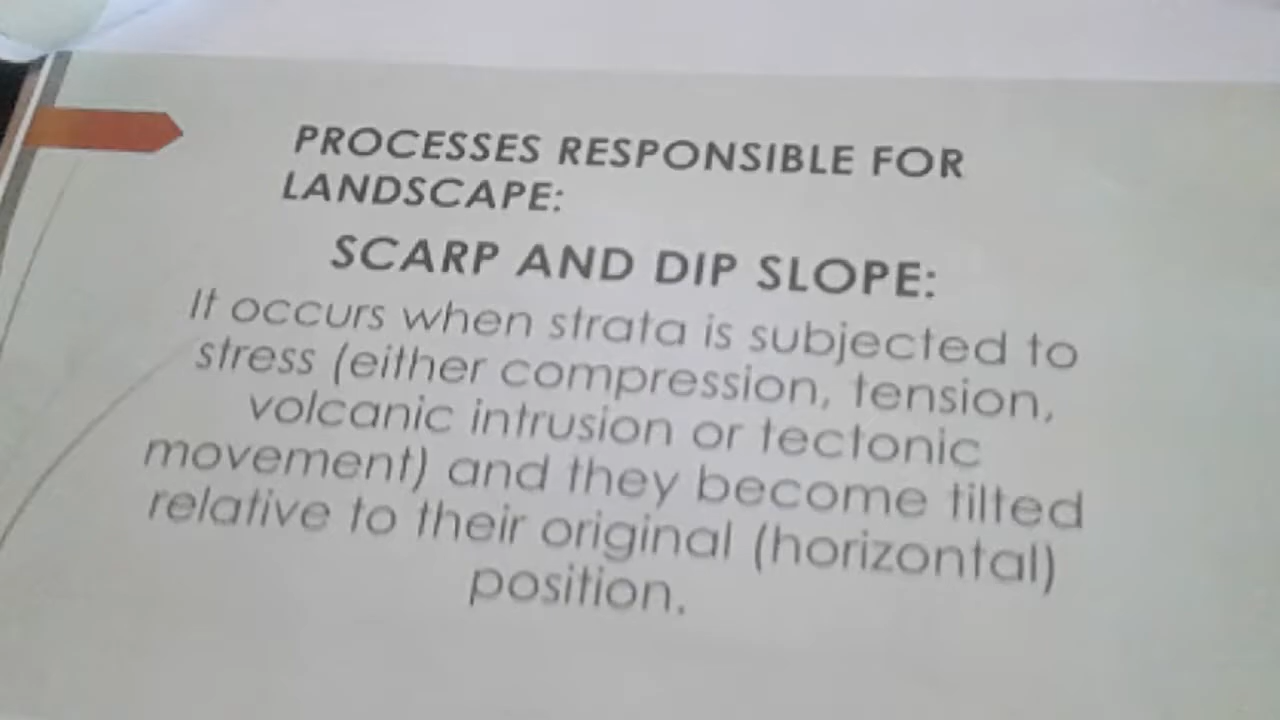 PROCESSES RESPONSIBLE FOR
LANDSCAPE:
SCARP AND DIP SLOPE:
It occurs when strata is subjected to
stress (either compression, tension,
volcanic intrusion or tectonic
movement) and they become tilted
relative to their original (horizontal)
position.